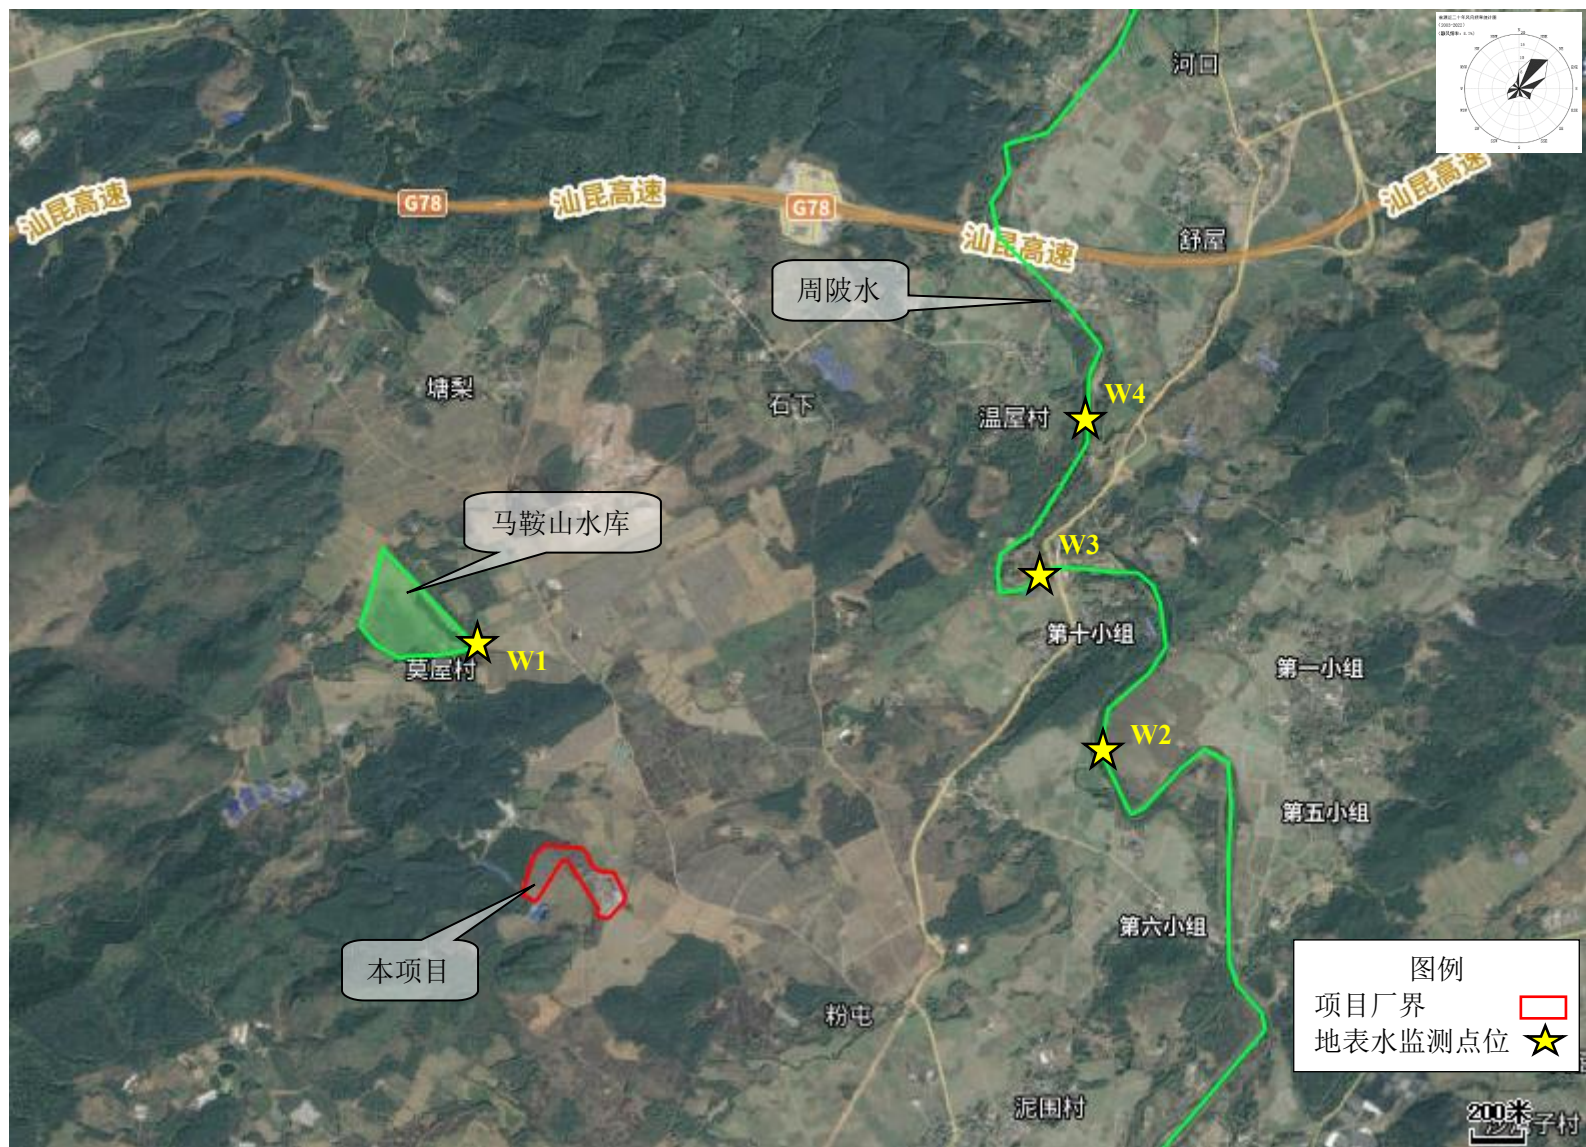 河口
汕昆高速
G78
汕昆高速
G78
汕昆高速
汕昆高速
舒屋
周陂水
塘梨
石下
温屋村
W4
马鞍山水库
W3
第十小组
W1
莫屋村
第一小组
W2
第五小组
第六小组
本项目
粉屯
泥围村
图例
项目厂界
地表水监测点位
200米
子村